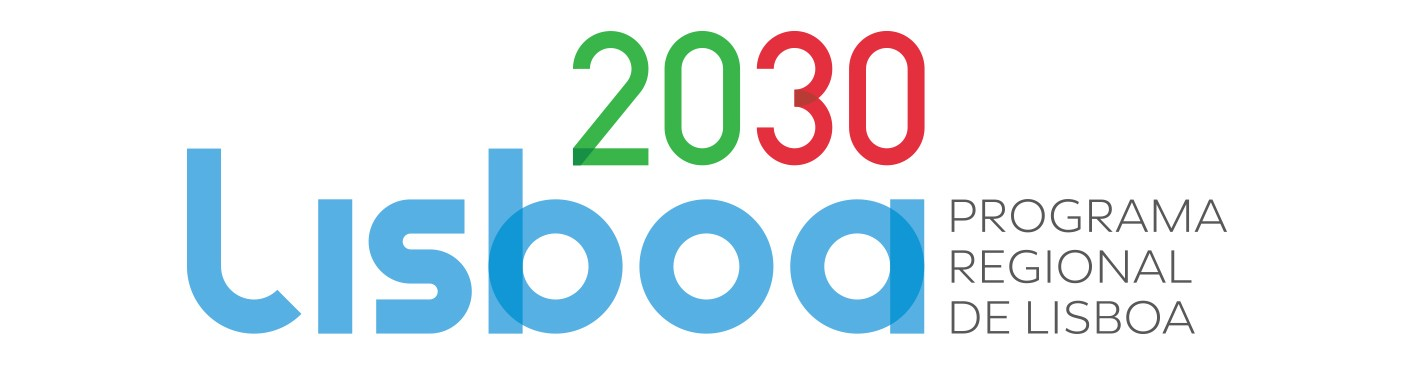 2030
Lisboa
PROGRAMA
REGIONAL
DE LISBOA